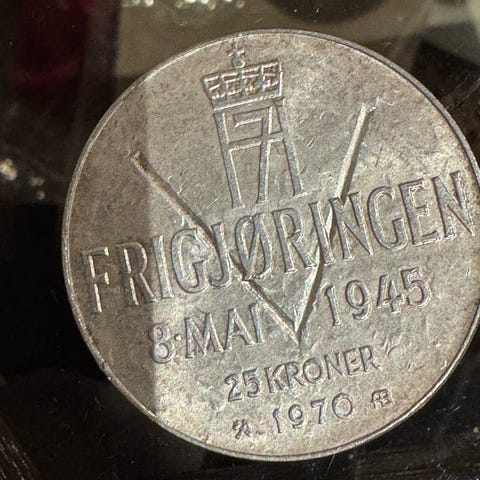 FRIGJØRINGEN
8·MAI 1945
25 KRONER
1970